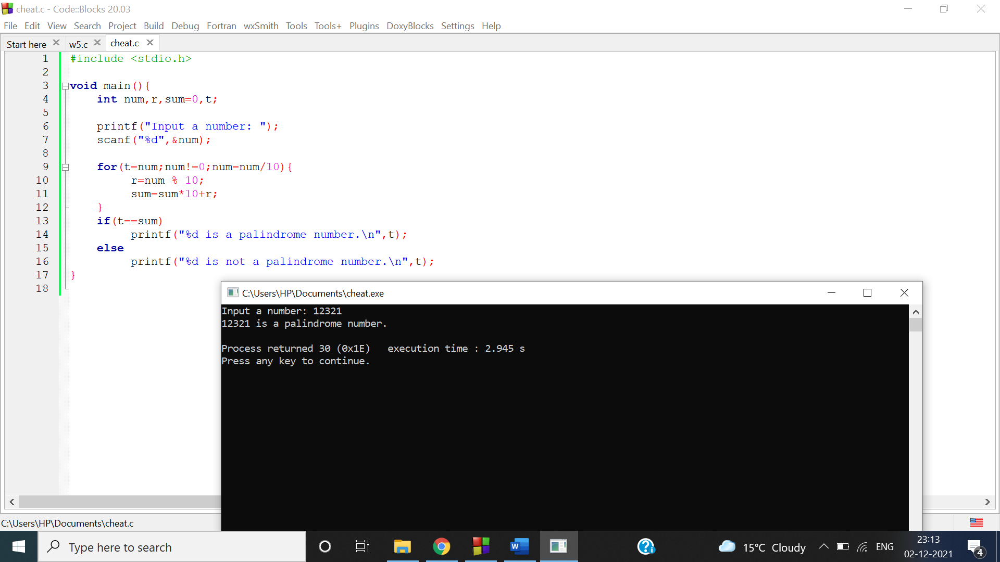 cheat.c - Code::Blocks 20.03
File Edit View Search Project Build Debug Fortran wxSmith Tools Tools+ Plugins DoxyBlocks Settings Help
Start here w5.c cheat.c
1 #include <stdio.h>
2
3 void main(){
4 int num,r,sum=0,t;
5
6 printf("Input a number: ");
7 scanf("%d",&num);
8
9 for(t=num;num!=0;num=num/10){
10 r=num % 10;
11 sum=sum*10+r;
12 }
13 if(t==sum)
14 printf("%d is a palindrome number.\n",t);
15 else
16 printf("%d is not a palindrome number.\n",t);
17 }
18
C:\Users\HP\Documents\cheat.exe
Input a number: 12321
12321 is a palindrome number.
Process returned 30 (0x1E)   execution time : 2.945 s
Press any key to continue.
C:\Users\HP\Documents\cheat.c
Type here to search
W
15°C Cloudy
ENG
23:13
02-12-2021
4